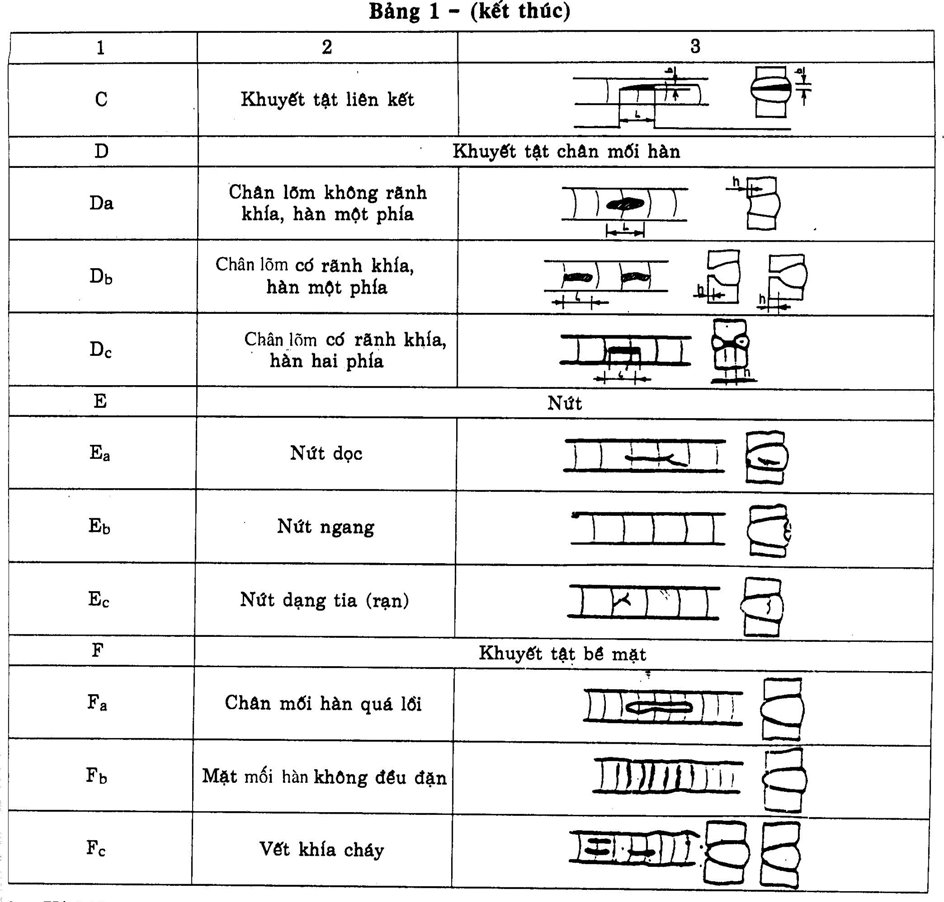 Bảng 1 – (kết thúc)
1 2 3
C Khuyết tật liên kết
L
D Khuyết tật chân mối hàn
Da Chân lõm không rãnh
khía, hàn một phía
h
L
Db Chân lõm có rãnh khía,
hàn một phía
h h
L
Dc Chân lõm có rãnh khía,
hàn hai phía
h
E Nứt
Ea Nứt dọc
Eb Nứt ngang
Ec Nứt dạng tia (rạn)
F Khuyết tật bề mặt
Fa Chân mối hàn quá lồi
Fb Mặt mối hàn không đều đặn
Fc Vết khía cháy